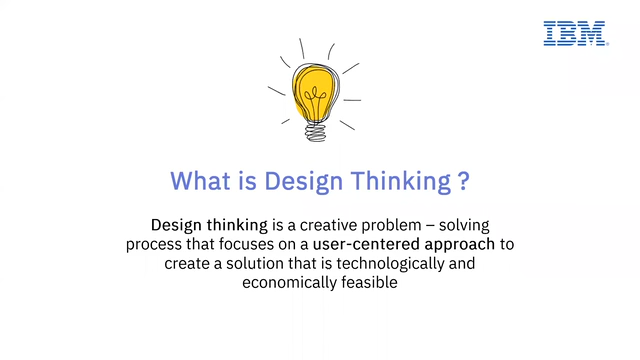 IBM
What is Design Thinking ?
Design thinking is a creative problem – solving
process that focuses on a user-centered approach to
create a solution that is technologically and
economically feasible